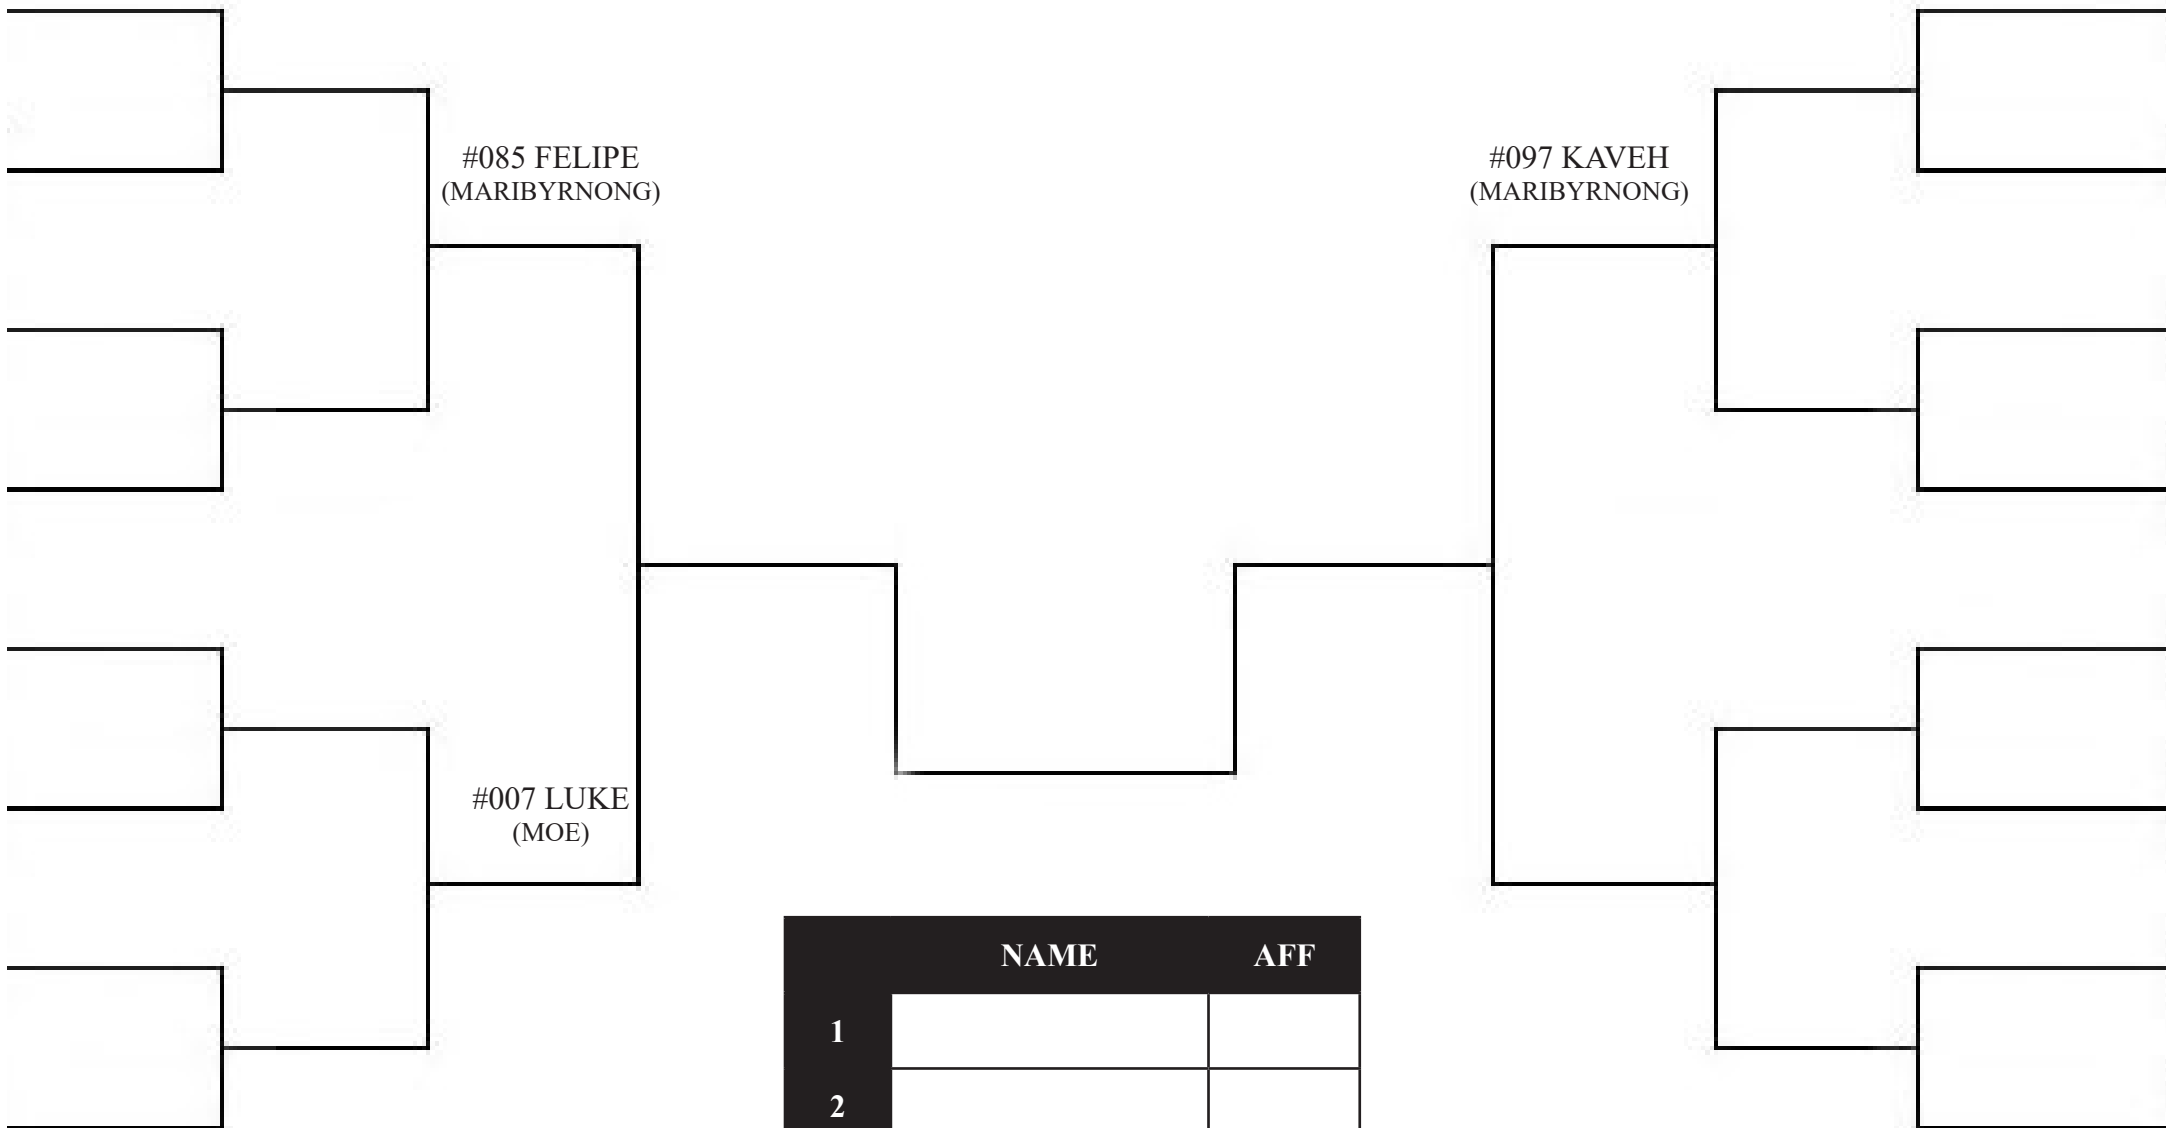 #085 FELIPE
(MARIBYRNONG)
#097 KAVEH
(MARIBYRNONG)
#007 LUKE
(MOE)
NAME AFF
1
2